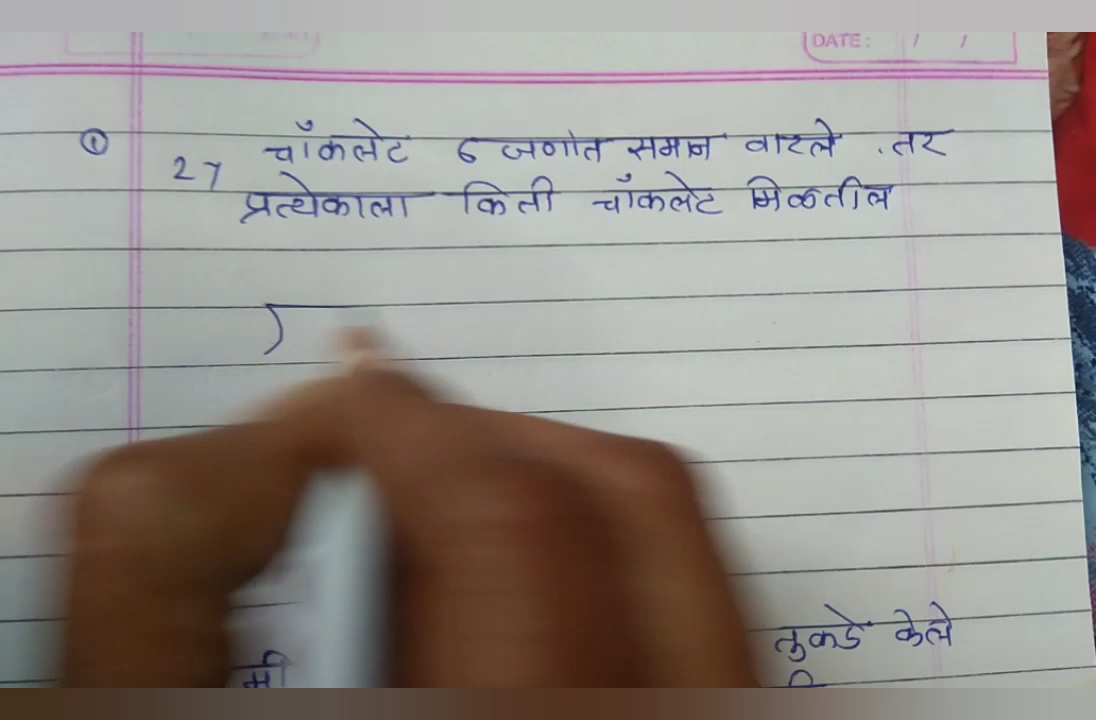 DATE: / /
① 27 चॉकलेट 6 जणांत समान वाटले . तर
प्रत्येकाला किती चॉकलेट मिळतील
तुकडे केले
मी